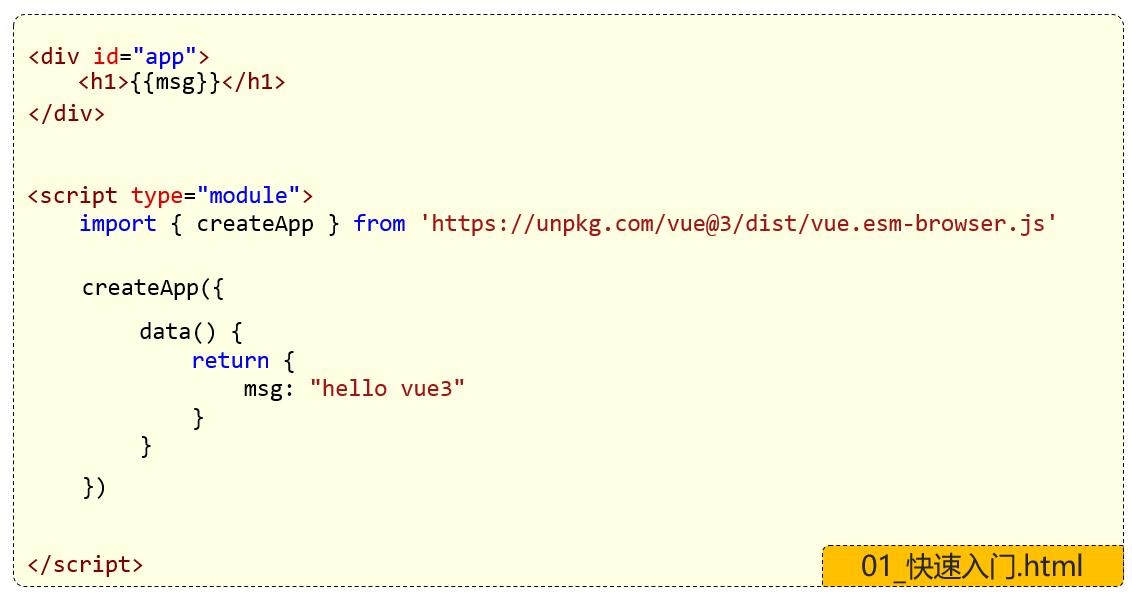 <div id="app">
    <h1>{{msg}}</h1>
</div>
<script type="module">
    import { createApp } from 'https://unpkg.com/vue@3/dist/vue.esm-browser.js'
    createApp({
        data() {
            return {
                msg: "hello vue3"
            }
        }
    })
</script>
01_快速入门.html